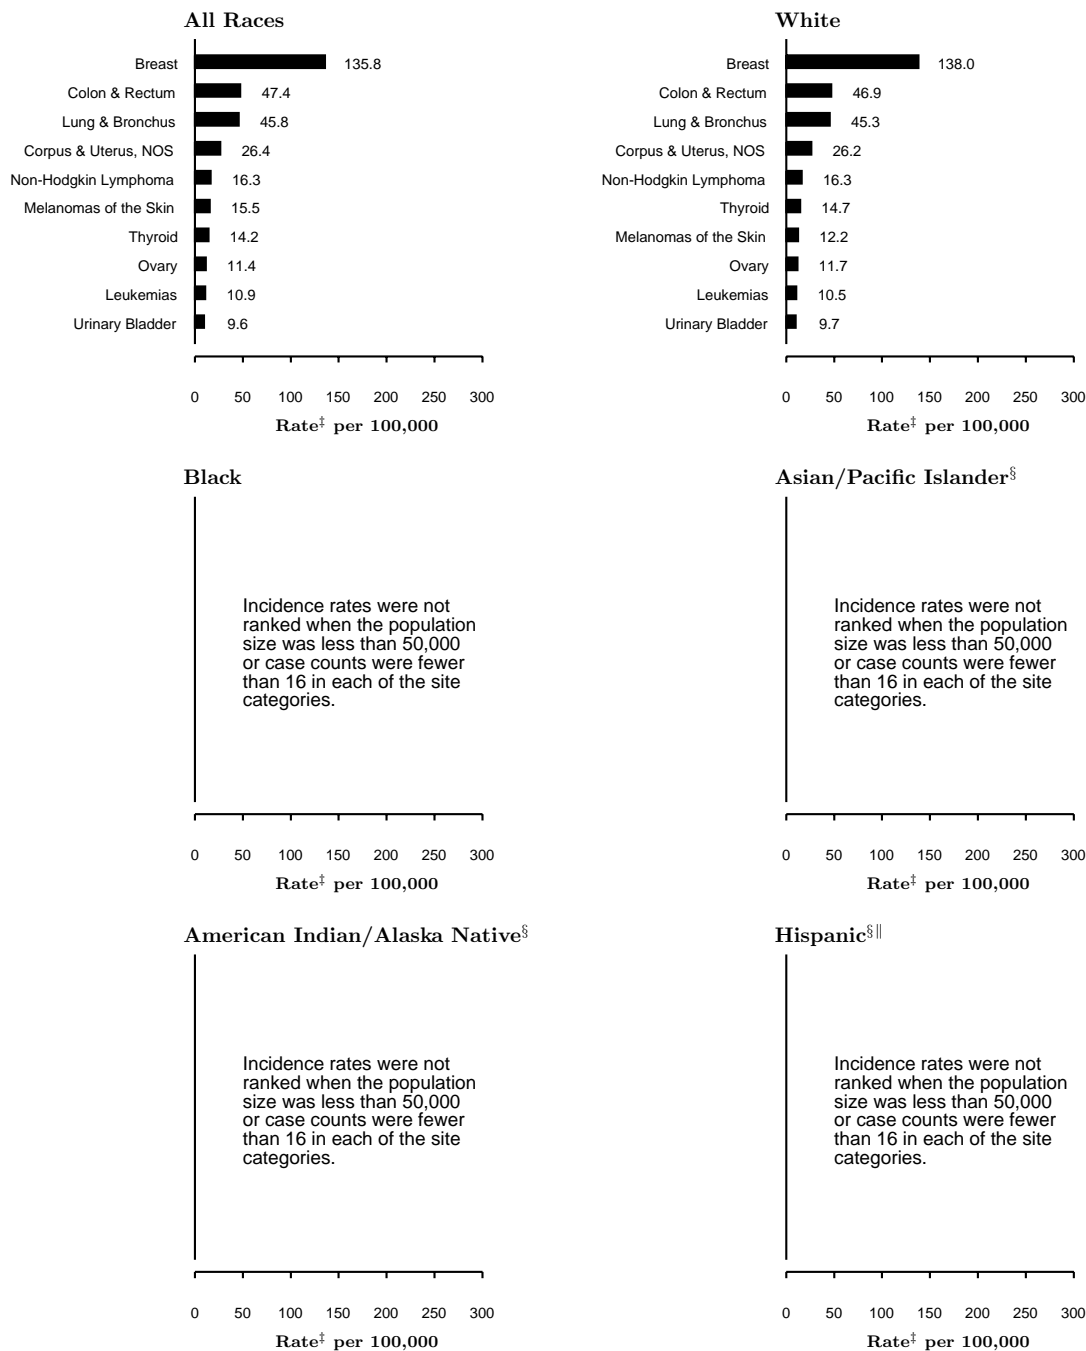 All Races
Breast 135.8
Colon & Rectum 47.4
Lung & Bronchus 45.8
Corpus & Uterus, NOS 26.4
Non-Hodgkin Lymphoma 16.3
Melanomas of the Skin 15.5
Thyroid 14.2
Ovary 11.4
Leukemias 10.9
Urinary Bladder 9.6
0 50 100 150 200 250 300
Rate‡ per 100,000
White
Breast 138.0
Colon & Rectum 46.9
Lung & Bronchus 45.3
Corpus & Uterus, NOS 26.2
Non-Hodgkin Lymphoma 16.3
Thyroid 14.7
Melanomas of the Skin 12.2
Ovary 11.7
Leukemias 10.5
Urinary Bladder 9.7
0 50 100 150 200 250 300
Rate‡ per 100,000
Black
Incidence rates were not
ranked when the population
size was less than 50,000
or case counts were fewer
than 16 in each of the site
categories.
0 50 100 150 200 250 300
Rate‡ per 100,000
Asian/Pacific Islander§
Incidence rates were not
ranked when the population
size was less than 50,000
or case counts were fewer
than 16 in each of the site
categories.
0 50 100 150 200 250 300
Rate‡ per 100,000
American Indian/Alaska Native§
Incidence rates were not
ranked when the population
size was less than 50,000
or case counts were fewer
than 16 in each of the site
categories.
0 50 100 150 200 250 300
Rate‡ per 100,000
Hispanic§‖
Incidence rates were not
ranked when the population
size was less than 50,000
or case counts were fewer
than 16 in each of the site
categories.
0 50 100 150 200 250 300
Rate‡ per 100,000